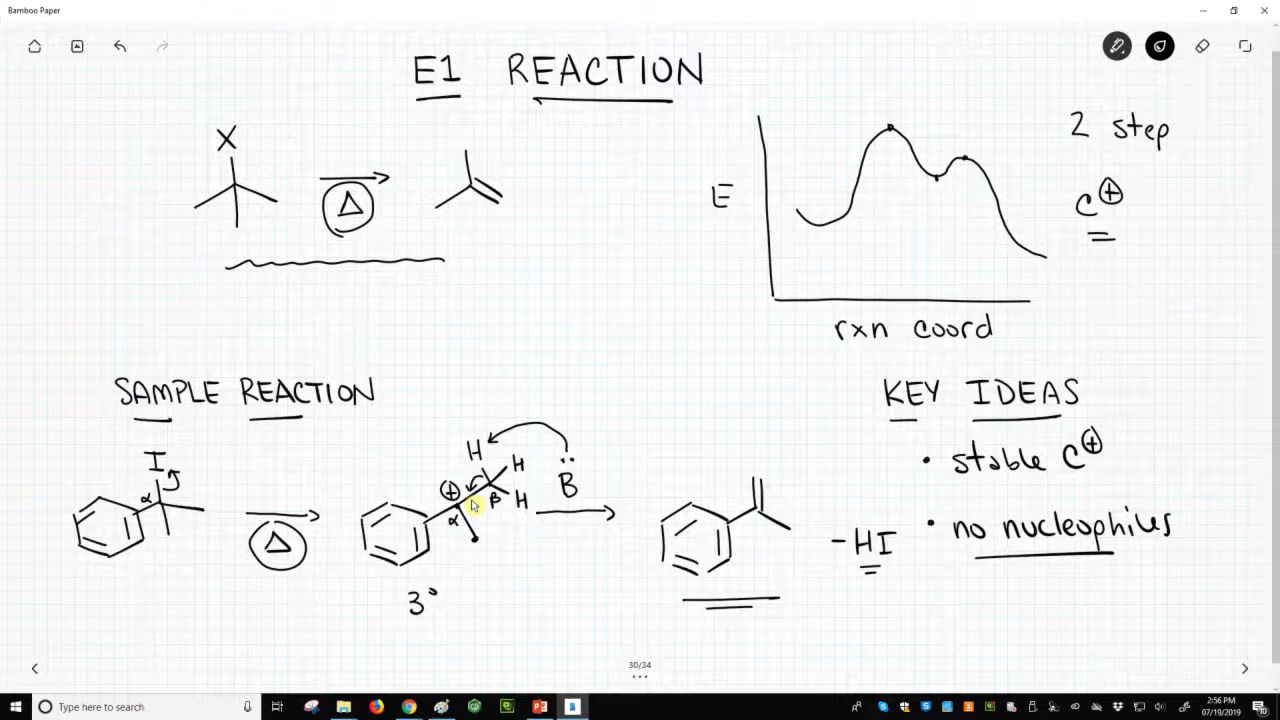 Bamboo Paper
E1 REACTION
X
Δ
E
rxn coord
2 step
C⊕
SAMPLE REACTION
I
α
Δ
H
H
H
⊕
α
β
B
3°
-HI
KEY IDEAS
• stable C⊕
• no nucleophiles
30/34
Type here to search
2:56 PM
07/19/2019
10